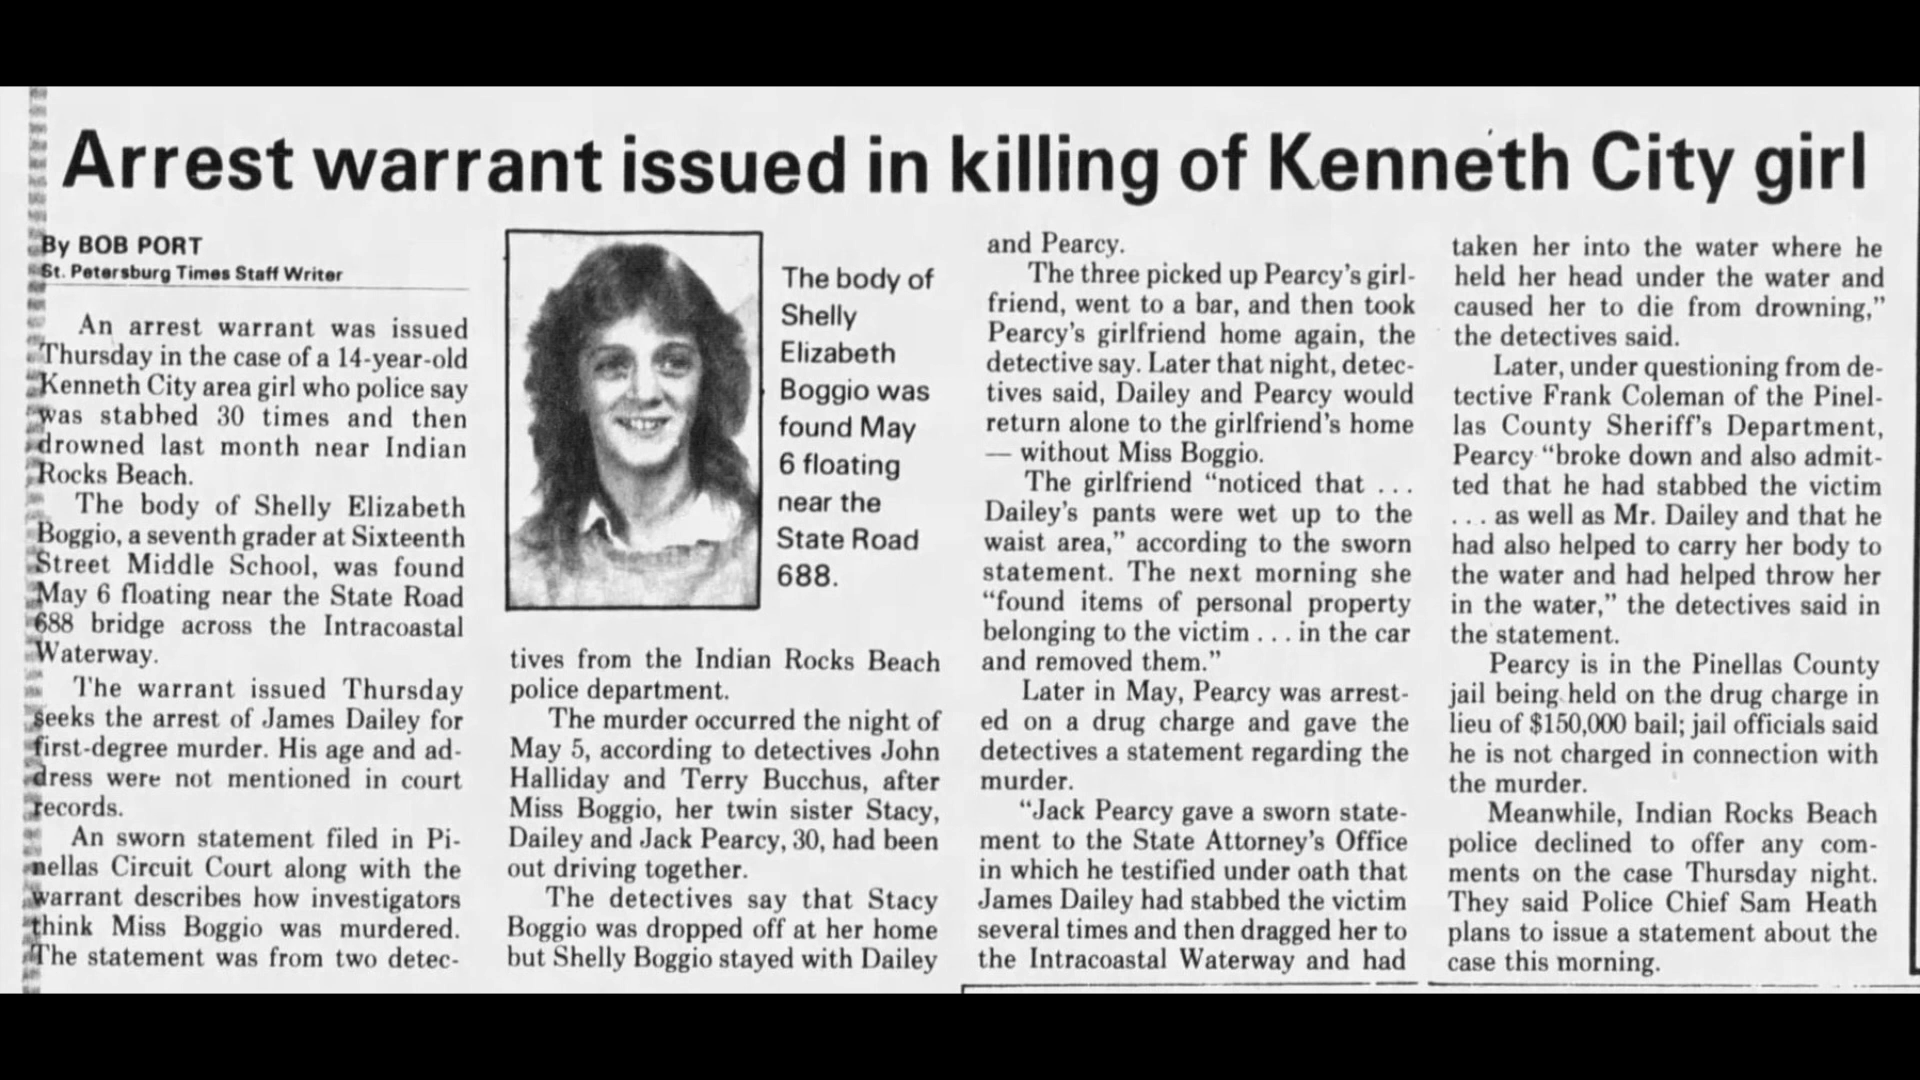 Arrest warrant issued in killing of Kenneth City girl
By BOB PORT
St. Petersburg Times Staff Writer
An arrest warrant was issued
Thursday in the case of a 14-year-old
Kenneth City area girl who police say
was stabbed 30 times and then
drowned last month near Indian
Rocks Beach.
The body of Shelly Elizabeth
Boggio, a seventh grader at Sixteenth
Street Middle School, was found
May 6 floating near the State Road
688 bridge across the Intracoastal
Waterway.
The warrant issued Thursday
seeks the arrest of James Dailey for
first-degree murder. His age and ad-
dress were not mentioned in court
records.
An sworn statement filed in Pi-
nellas Circuit Court along with the
warrant describes how investigators
think Miss Boggio was murdered.
The statement was from two detec-
The body of
Shelly
Elizabeth
Boggio was
found May
6 floating
near the
State Road
688.
tives from the Indian Rocks Beach
police department.
The murder occurred the night of
May 5, according to detectives John
Halliday and Terry Bucchus, after
Miss Boggio, her twin sister Stacy,
Dailey and Jack Pearcy, 30, had been
out driving together.
The detectives say that Stacy
Boggio was dropped off at her home
but Shelly Boggio stayed with Dailey
and Pearcy.
The three picked up Pearcy's girl-
friend, went to a bar, and then took
Pearcy's girlfriend home again, the
detective say. Later that night, detec-
tives said, Dailey and Pearcy would
return alone to the girlfriend's home
— without Miss Boggio.
The girlfriend "noticed that . . .
Dailey's pants were wet up to the
waist area," according to the sworn
statement. The next morning she
"found items of personal property
belonging to the victim . . . in the car
and removed them."
Later in May, Pearcy was arrest-
ed on a drug charge and gave the
detectives a statement regarding the
murder.
"Jack Pearcy gave a sworn state-
ment to the State Attorney's Office
in which he testified under oath that
James Dailey had stabbed the victim
several times and then dragged her to
the Intracoastal Waterway and had
taken her into the water where he
held her head under the water and
caused her to die from drowning,"
the detectives said.
Later, under questioning from de-
tective Frank Coleman of the Pinel-
las County Sheriff's Department,
Pearcy "broke down and also admit-
ted that he had stabbed the victim
. . . as well as Mr. Dailey and that he
had also helped to carry her body to
the water and had helped throw her
in the water," the detectives said in
the statement.
Pearcy is in the Pinellas County
jail being held on the drug charge in
lieu of $150,000 bail; jail officials said
he is not charged in connection with
the murder.
Meanwhile, Indian Rocks Beach
police declined to offer any com-
ments on the case Thursday night.
They said Police Chief Sam Heath
plans to issue a statement about the
case this morning.